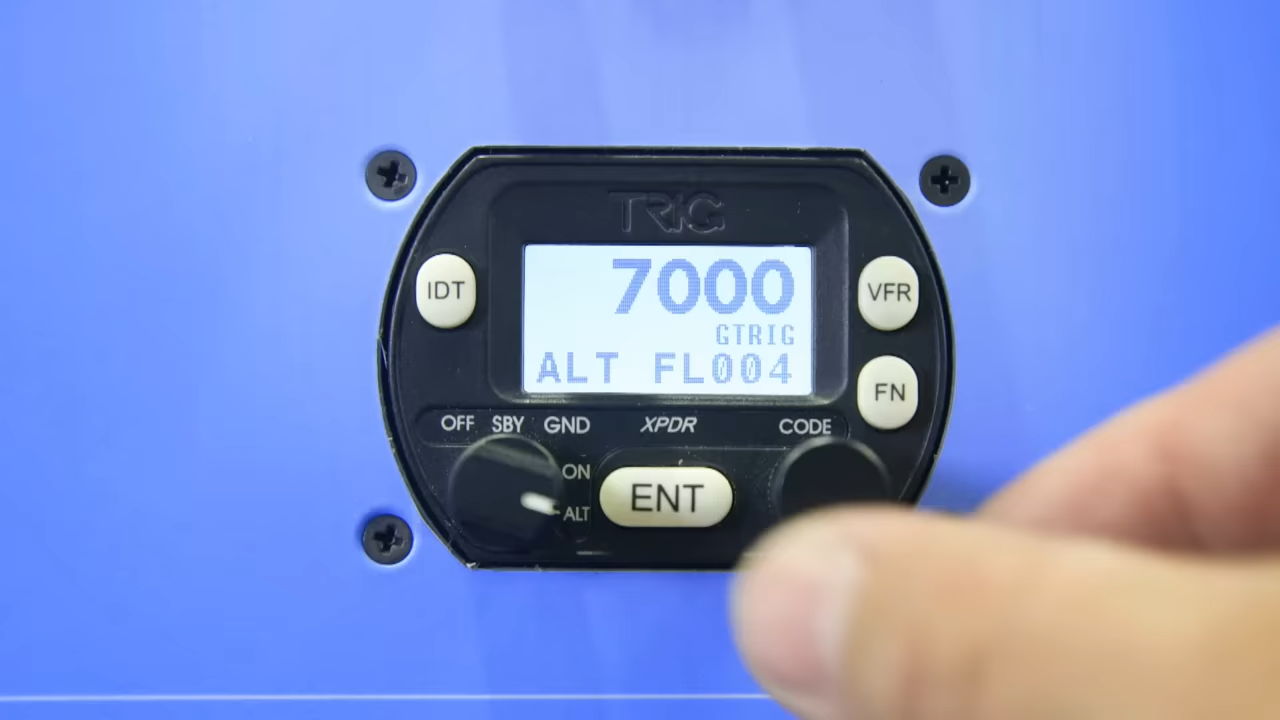 TRIG
IDT
7000
VFR
GTRIG
ALT FL004
FN
OFF SBY GND XPDR CODE
ON
ENT
ALT